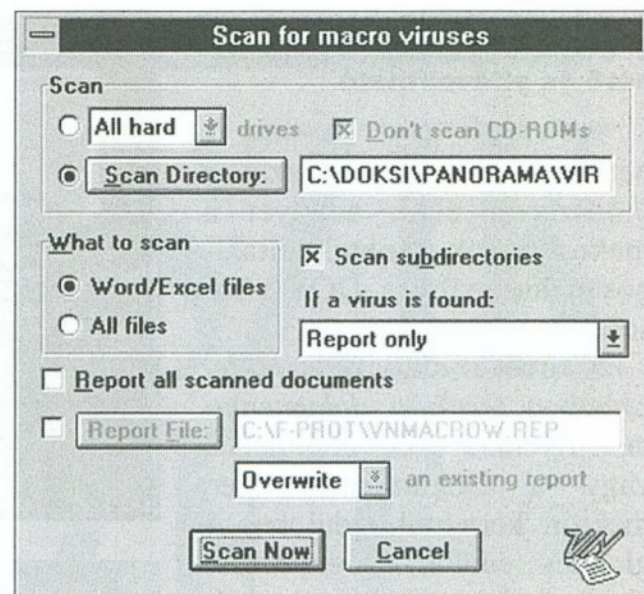 Scan for macro viruses
Scan
All hard drives Don't scan CD-ROMs
Scan Directory: C:\DOKSI\PANORAMA\VIR
What to scan
Word/Excel files
All files
Scan subdirectories
If a virus is found:
Report only
Report all scanned documents
Report File: C:\F-PROT\VNMACROW.REP
Overwrite an existing report
Scan Now Cancel